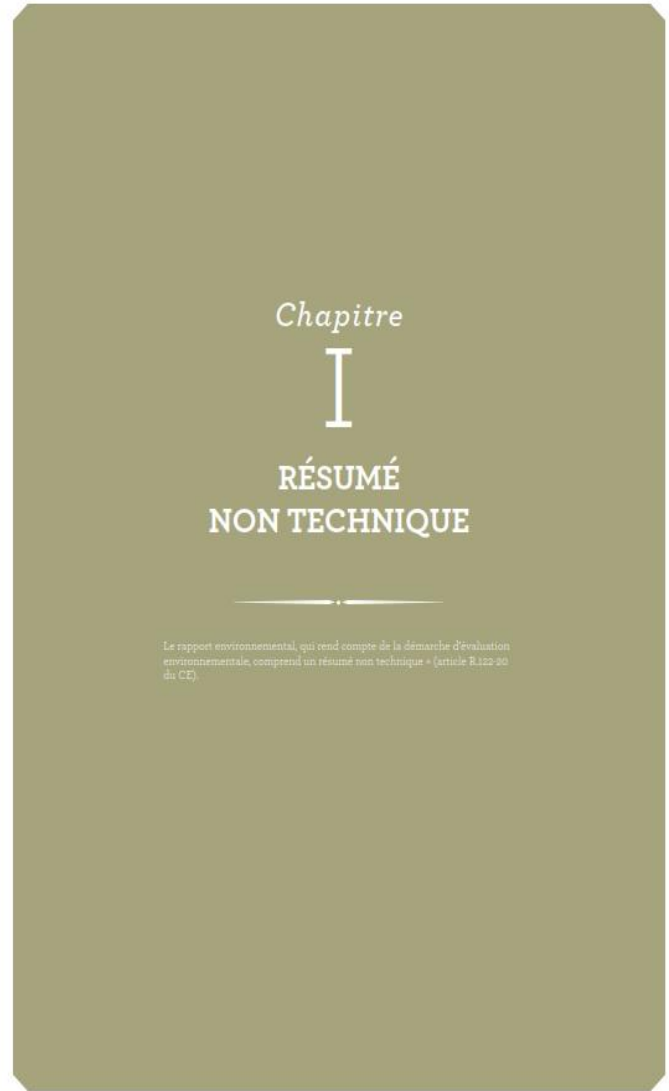 Chapitre
I
RÉSUMÉ
NON TECHNIQUE
Le rapport environnemental, qui rend compte de la démarche d'évaluation
environnementale, comprend un résumé non technique » (article R.122-20
du CE).